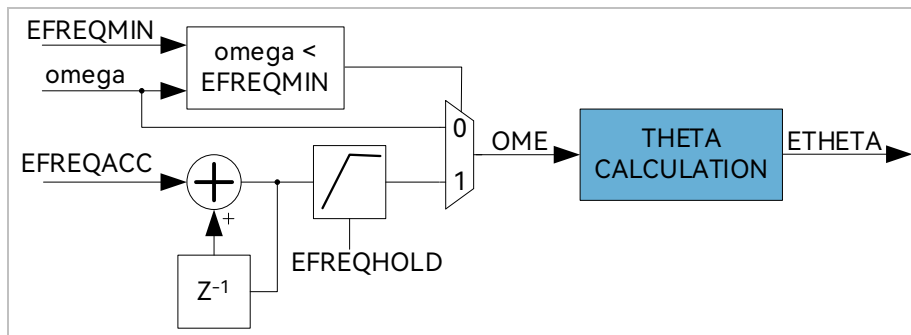 EFREQMIN
omega <
EFREQMIN
omega
0
OME
THETA
CALCULATION
ETHETA
EFREQACC
+
1
+
EFREQHOLD
Z⁻¹